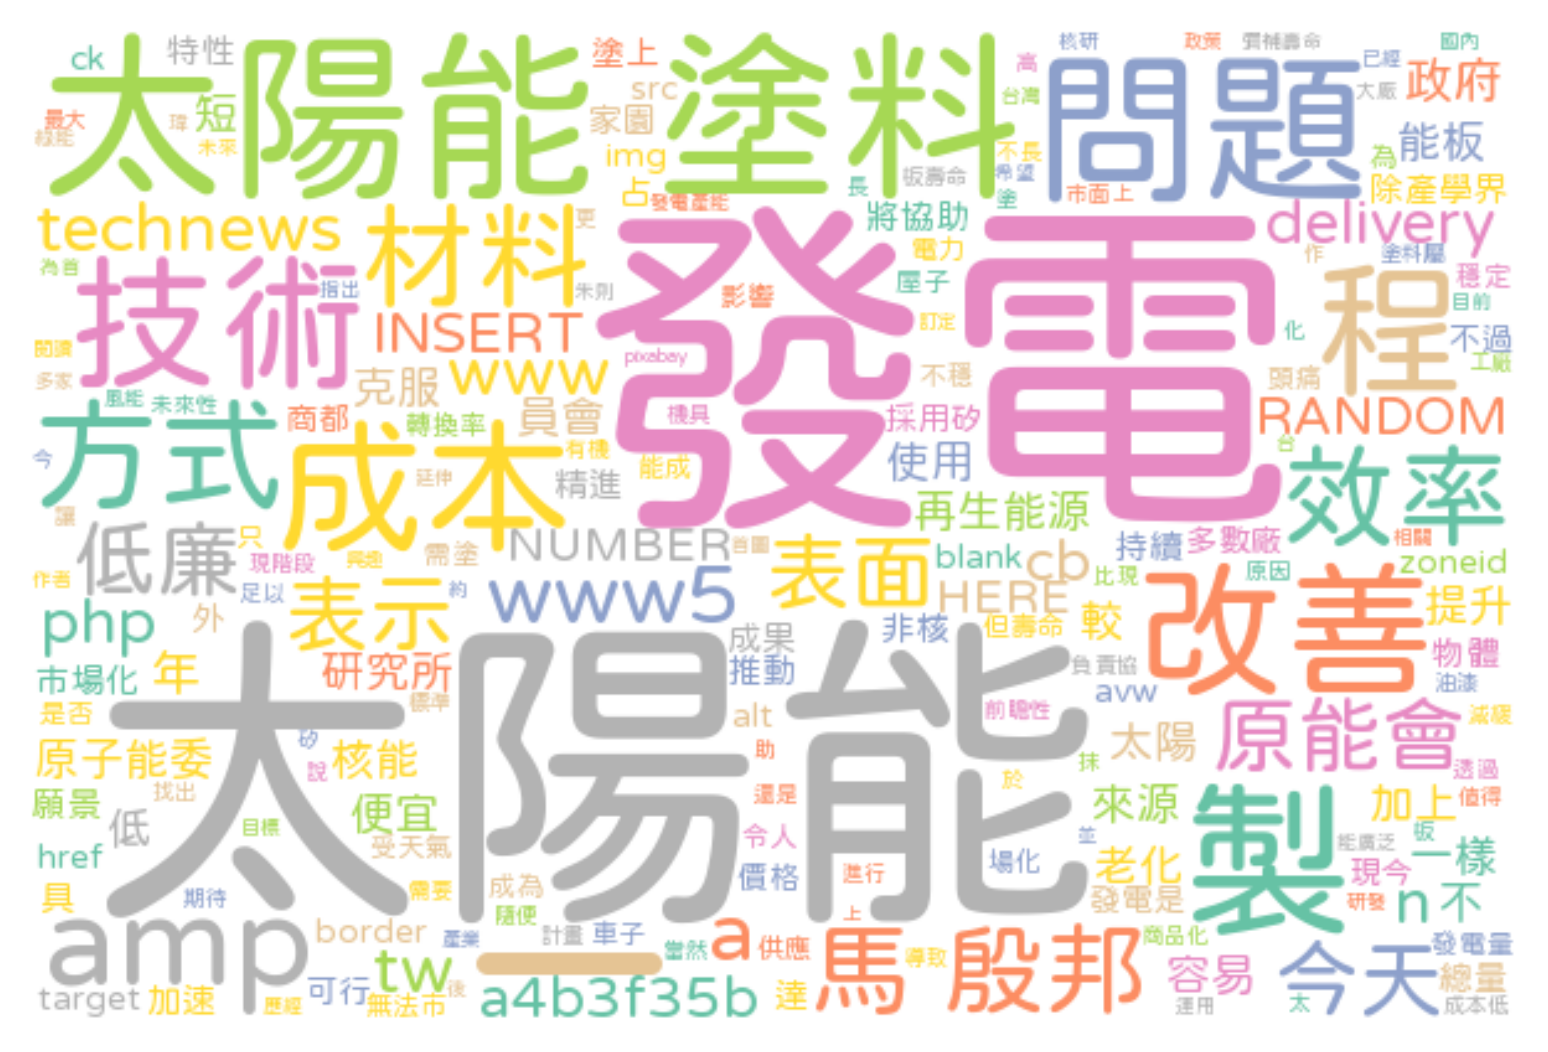 太陽能塗料
問題
ck
特性
塗上
src
家園
img
占
核研
高
台灣
不長
希望
塗
政策
彌補壽命
國內
已經
大廠
政府
能板
為
除產學界
最大
綠能
瑋
短
未來
長
板壽命
市面上
發電產能
technews
材料
更
將協助
電力
delivery
塗料屬
作
穩定
目前
不過
工廠
為首
技術
指出
朱則
影響
屋子
訂定
發電
程
化
頭痛
閱讀
多家
INSERT
www
pixabay
不穩
克服
風能
未來性
商都
轉換率
員會
有機
機具
採用矽
RANDOM
台
今
方式
成本
延伸
精進
能成
使用
效率
讓
再生能源
低廉
只
現階段
興趣
需塗
NUMBER
首圖
表面
blank
cb
持續
多數廠
相關
作者
足以
約
www5
HERE
比現
原因
zoneid
php
外
表示
成果
非核
但壽命
較
改善
提升
市場化
年
研究所
推動
負責協
avw
物體
油漆
是否
標準
太陽能
alt
前瞻性
太陽
原能會
減緩
原子能委
矽
說
核能
助
抹
透過
願景
找出
低
目標
便宜
還是
於
來源
製
加上
值得
href
受天氣
令人
並
能廣泛
板
一樣
具
期待
需要
成為
價格
進行
場化
老化
現今
amp
border
隨便
上
發電是
研發
n
不
產業
計畫
車子
當然
a
供應
馬
導致
殷邦
商品化
發電量
target
加速
歷經
可行
tw
無法市
後
a4b3f35b
達
容易
運用
今天
太
總量
成本低